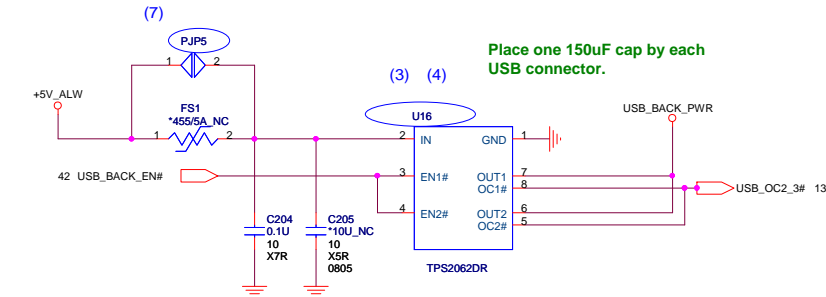 (7)
PJP5
1 2
Place one 150uF cap by each
USB connector.
(3) (4)
+5V_ALW
FS1
*455/5A_NC
1 2
U16
USB_BACK_PWR
2 IN GND 1
42 USB_BACK_EN#
3 EN1# OUT1 7
OC1# 8
USB_OC2_3# 13
4 EN2# OUT2 6
OC2# 5
C204
0.1U
10
X7R
C205
*10U_NC
10
X5R
0805
TPS2062DR